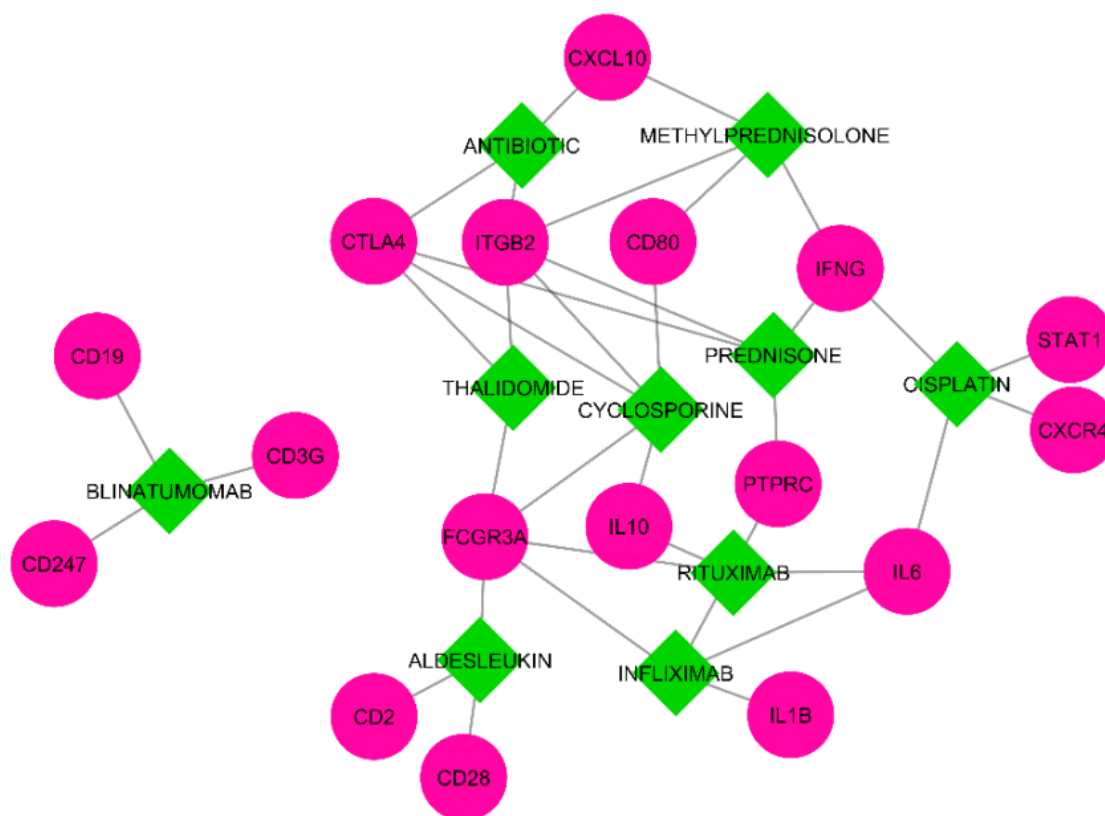 CXCL10
METHYLPREDNISOLONE
ANTIBIOTIC
CTLA4
ITGB2
CD80
IFNG
STAT1
CD19
PREDNISONE
THALIDOMIDE
CISPLATIN
CYCLOSPORINE
CXCR4
CD3G
BLINATUMOMAB
PTPRC
IL10
FCGR3A
CD247
RITUXIMAB
IL6
ALDESLEUKIN
INFLIXIMAB
CD2
IL1B
CD28